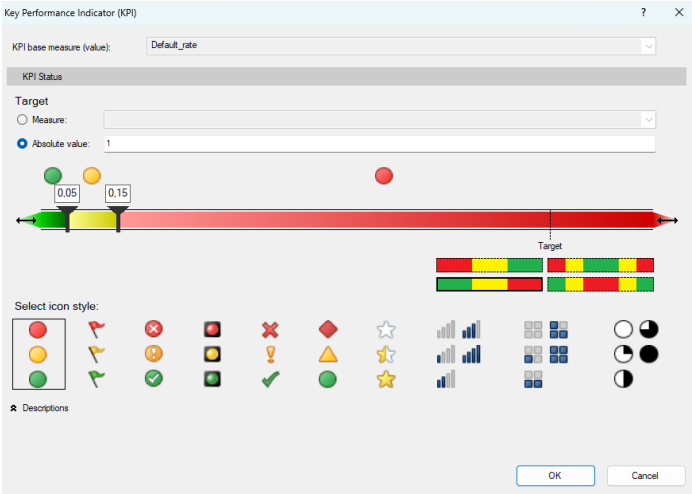 Key Performance Indicator (KPI)
? ×
KPI base measure (value): Default_rate
KPI Status
Target
Measure:
Absolute value: 1
0,05 0,15
Target
Select icon style:
Descriptions
OK Cancel